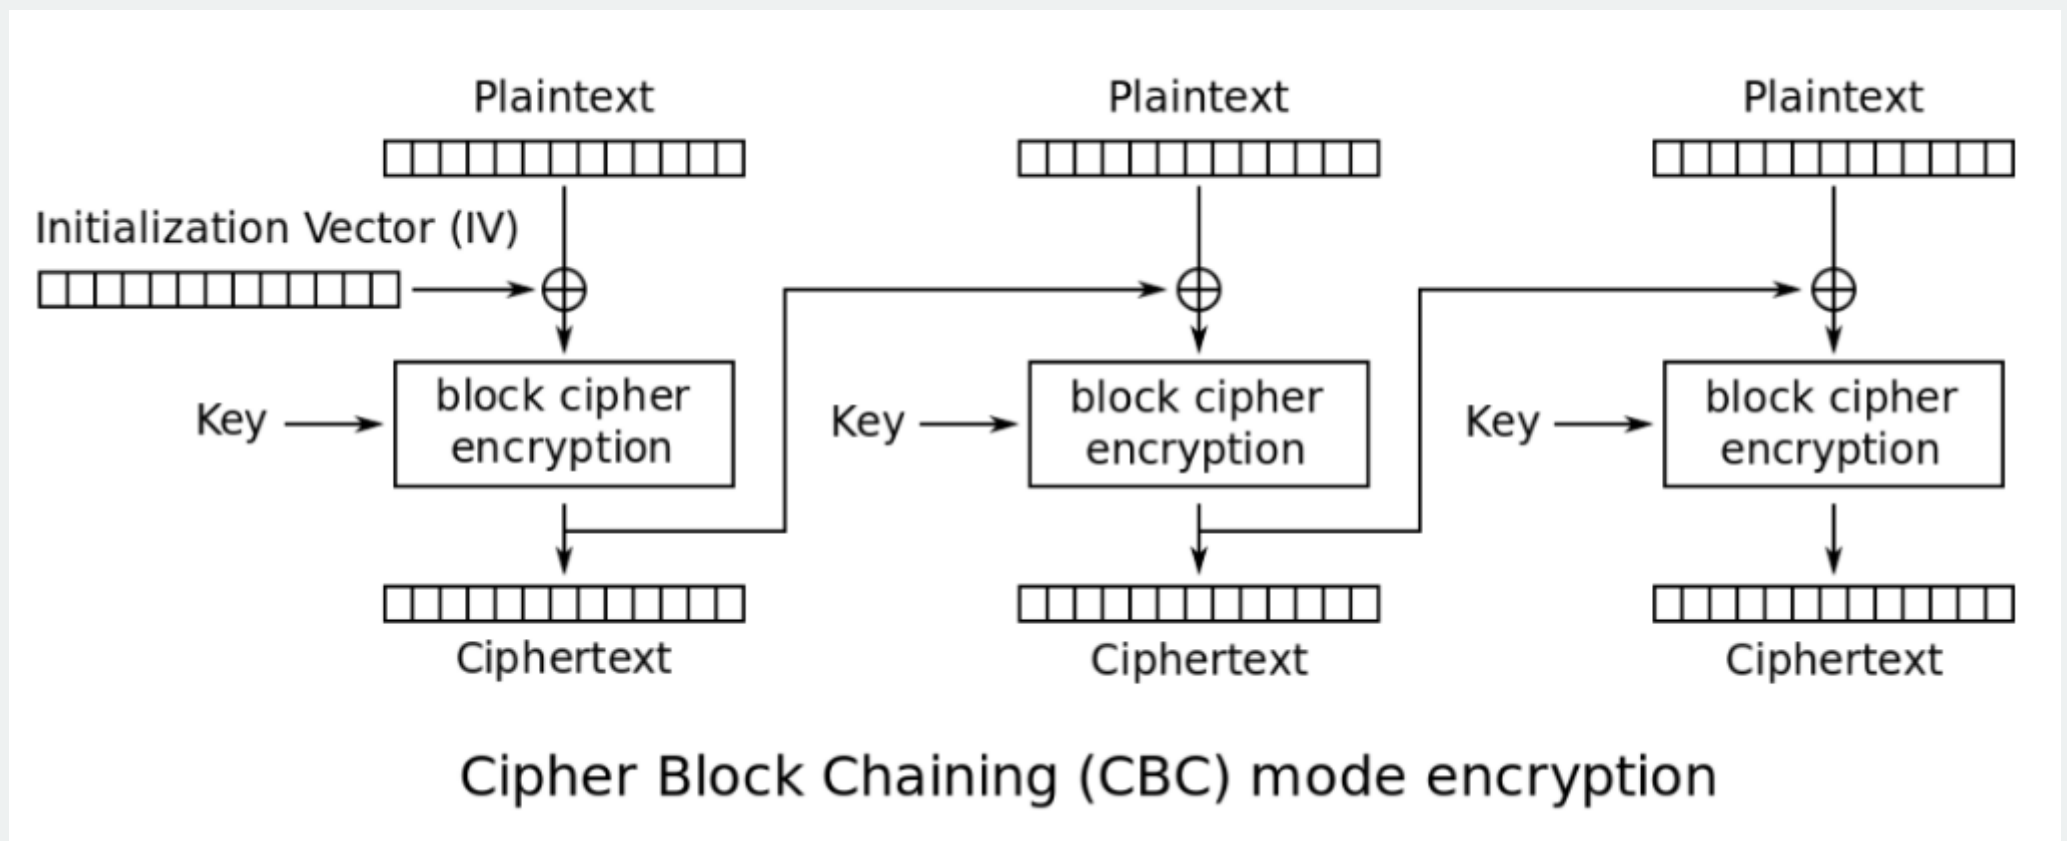 Plaintext
Plaintext
Plaintext
Initialization Vector (IV)
Key
block cipher
encryption
Key
block cipher
encryption
Key
block cipher
encryption
Ciphertext
Ciphertext
Ciphertext
Cipher Block Chaining (CBC) mode encryption